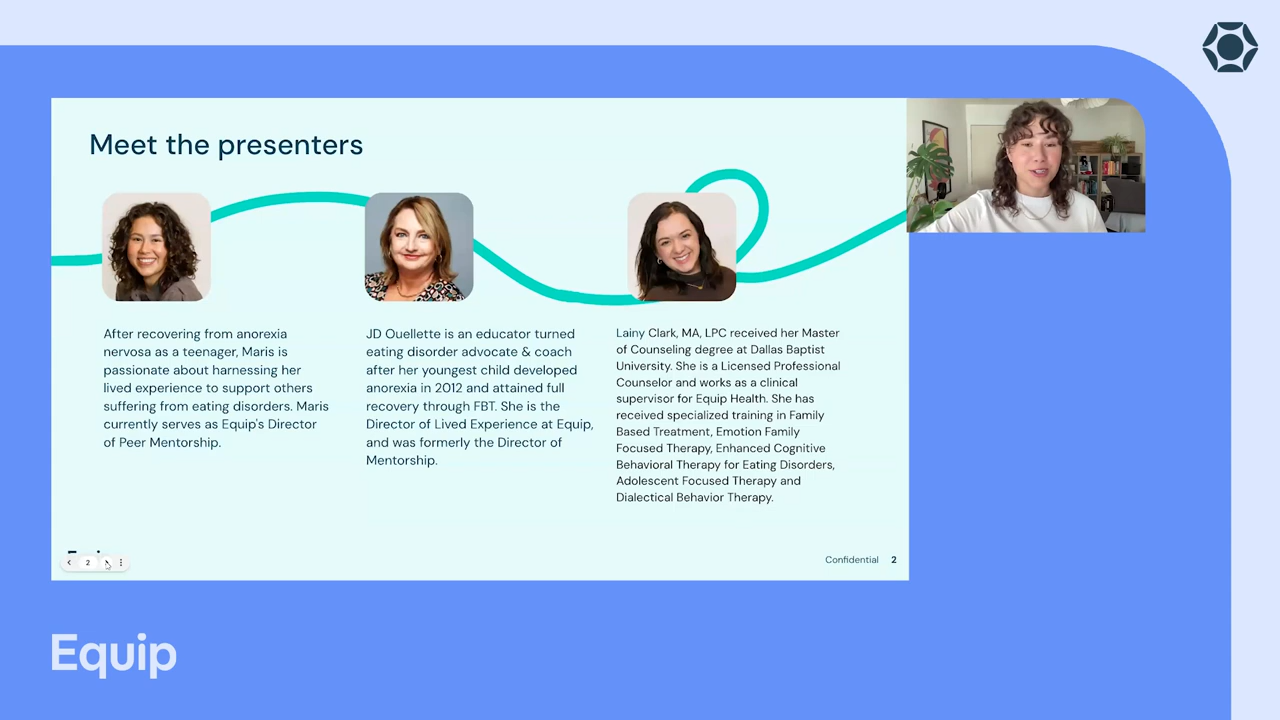 Meet the presenters
After recovering from anorexia
nervosa as a teenager, Maris is
passionate about harnessing her
lived experience to support others
suffering from eating disorders. Maris
currently serves as Equip's Director
of Peer Mentorship.
JD Ouellette is an educator turned
eating disorder advocate & coach
after her youngest child developed
anorexia in 2012 and attained full
recovery through FBT. She is the
Director of Lived Experience at Equip,
and was formerly the Director of
Mentorship.
Lainy Clark, MA, LPC received her Master
of Counseling degree at Dallas Baptist
University. She is a Licensed Professional
Counselor and works as a clinical
supervisor for Equip Health. She has
received specialized training in Family
Based Treatment, Emotion Family
Focused Therapy, Enhanced Cognitive
Behavioral Therapy for Eating Disorders,
Adolescent Focused Therapy and
Dialectical Behavior Therapy.
2
Confidential 2
Equip